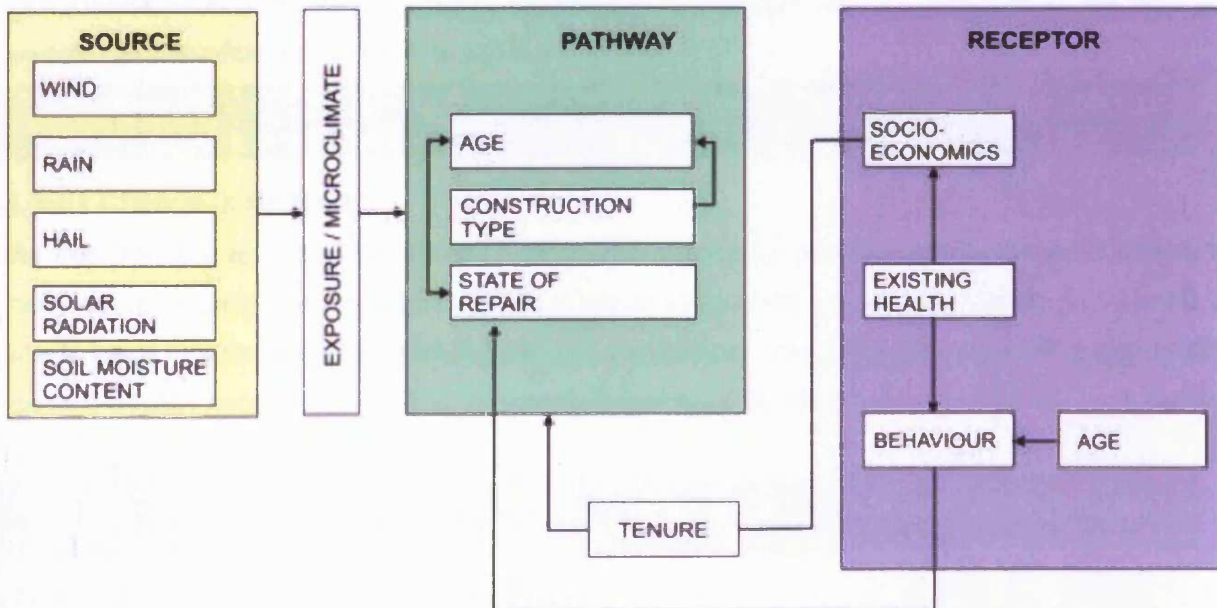 SOURCE
WIND
RAIN
HAIL
SOLAR
RADIATION
SOIL MOISTURE
CONTENT
EXPOSURE / MICROCLIMATE
PATHWAY
AGE
CONSTRUCTION
TYPE
STATE OF
REPAIR
RECEPTOR
SOCIO-
ECONOMICS
EXISTING
HEALTH
BEHAVIOUR
AGE
TENURE